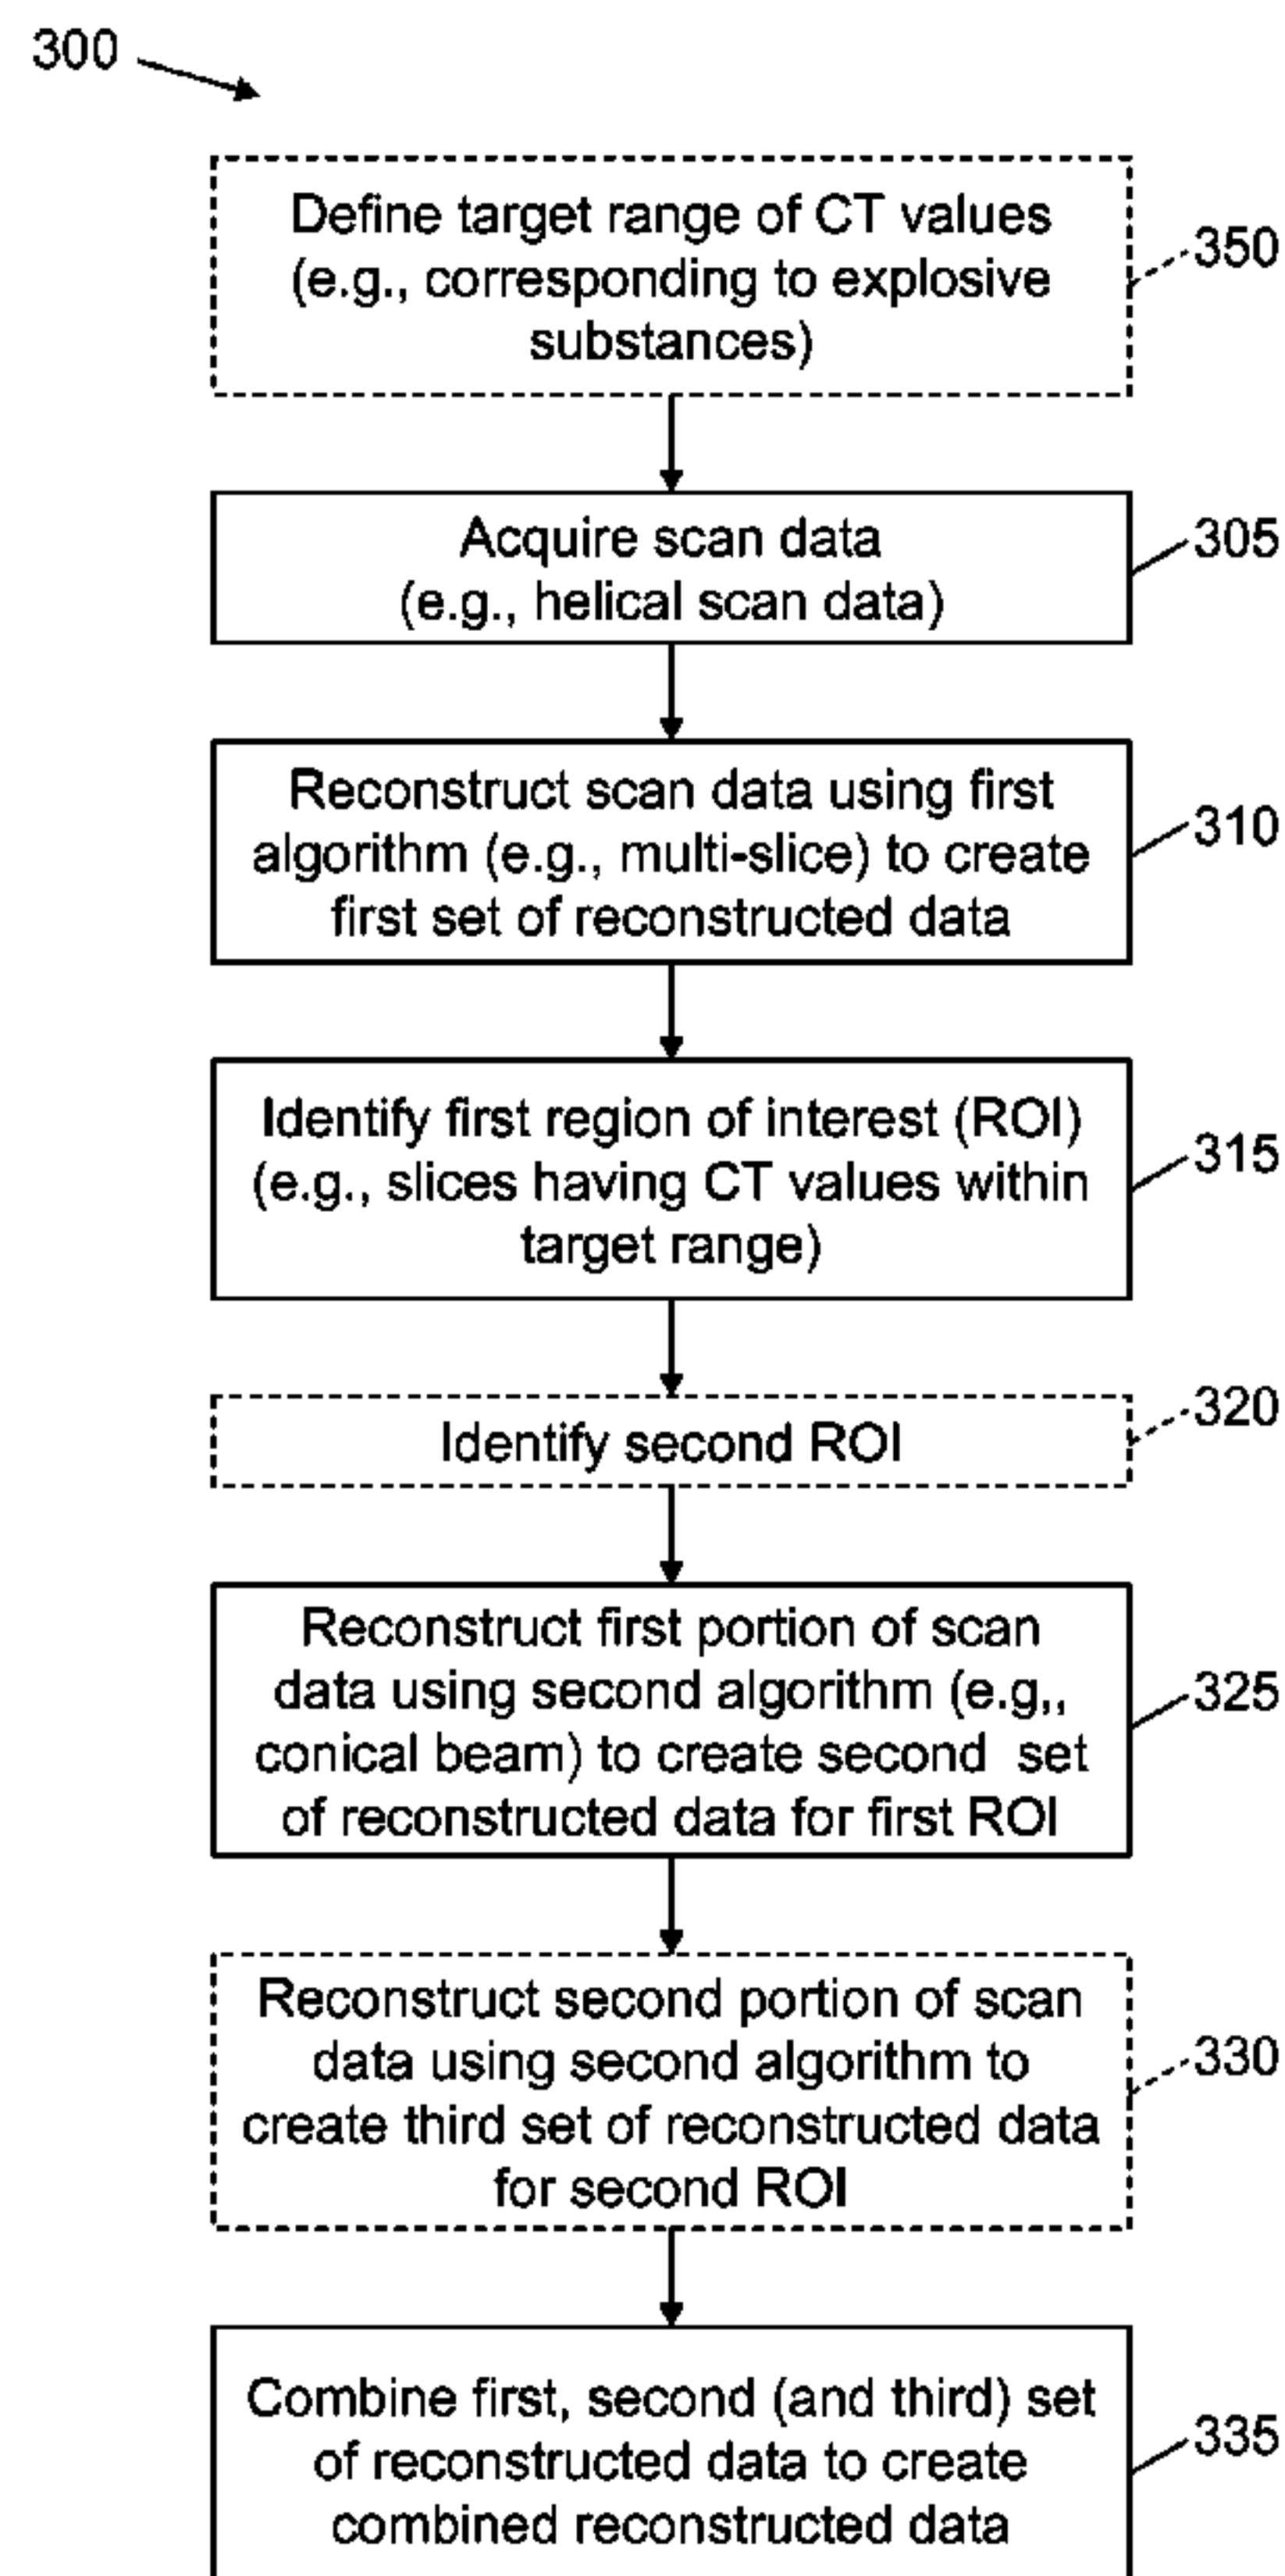 300
Define target range of CT values
(e.g., corresponding to explosive
substances)
350
Acquire scan data
(e.g., helical scan data)
305
Reconstruct scan data using first
algorithm (e.g., multi-slice) to create
first set of reconstructed data
310
Identify first region of interest (ROI)
(e.g., slices having CT values within
target range)
315
Identify second ROI
320
Reconstruct first portion of scan
data using second algorithm (e.g,,
conical beam) to create second set
of reconstructed data for first ROI
325
Reconstruct second portion of scan
data using second algorithm to
create third set of reconstructed data
for second ROI
330
Combine first, second (and third) set
of reconstructed data to create
combined reconstructed data
335